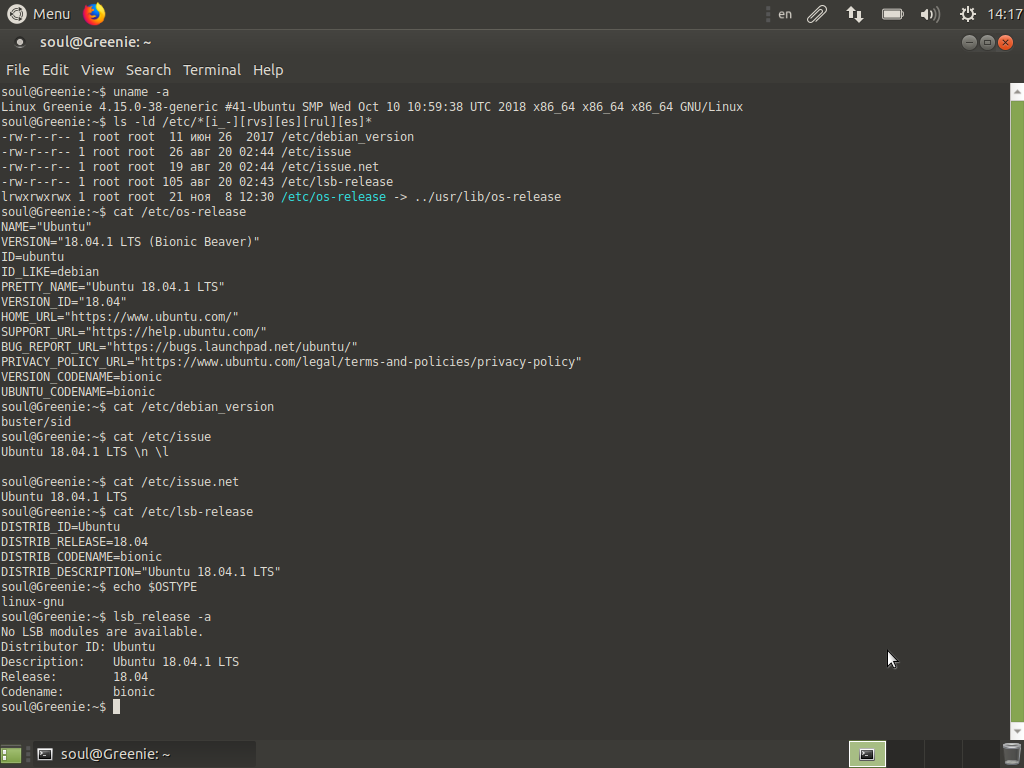 Menu en 14:17
soul@Greenie: ~
File Edit View Search Terminal Help
soul@Greenie:~$ uname -a
Linux Greenie 4.15.0-38-generic #41-Ubuntu SMP Wed Oct 10 10:59:38 UTC 2018 x86_64 x86_64 x86_64 GNU/Linux
soul@Greenie:~$ ls -ld /etc/*[i_-][rvs][es][rul][es]*
-rw-r--r-- 1 root root  11 июн 26  2017 /etc/debian_version
-rw-r--r-- 1 root root  26 авг 20 02:44 /etc/issue
-rw-r--r-- 1 root root  19 авг 20 02:44 /etc/issue.net
-rw-r--r-- 1 root root 105 авг 20 02:43 /etc/lsb-release
lrwxrwxrwx 1 root root  21 ноя  8 12:30 /etc/os-release -> ../usr/lib/os-release
soul@Greenie:~$ cat /etc/os-release
NAME="Ubuntu"
VERSION="18.04.1 LTS (Bionic Beaver)"
ID=ubuntu
ID_LIKE=debian
PRETTY_NAME="Ubuntu 18.04.1 LTS"
VERSION_ID="18.04"
HOME_URL="https://www.ubuntu.com/"
SUPPORT_URL="https://help.ubuntu.com/"
BUG_REPORT_URL="https://bugs.launchpad.net/ubuntu/"
PRIVACY_POLICY_URL="https://www.ubuntu.com/legal/terms-and-policies/privacy-policy"
VERSION_CODENAME=bionic
UBUNTU_CODENAME=bionic
soul@Greenie:~$ cat /etc/debian_version
buster/sid
soul@Greenie:~$ cat /etc/issue
Ubuntu 18.04.1 LTS \n \l

soul@Greenie:~$ cat /etc/issue.net
Ubuntu 18.04.1 LTS
soul@Greenie:~$ cat /etc/lsb-release
DISTRIB_ID=Ubuntu
DISTRIB_RELEASE=18.04
DISTRIB_CODENAME=bionic
DISTRIB_DESCRIPTION="Ubuntu 18.04.1 LTS"
soul@Greenie:~$ echo $OSTYPE
linux-gnu
soul@Greenie:~$ lsb_release -a
No LSB modules are available.
Distributor ID: Ubuntu
Description:    Ubuntu 18.04.1 LTS
Release:        18.04
Codename:       bionic
soul@Greenie:~$
soul@Greenie: ~